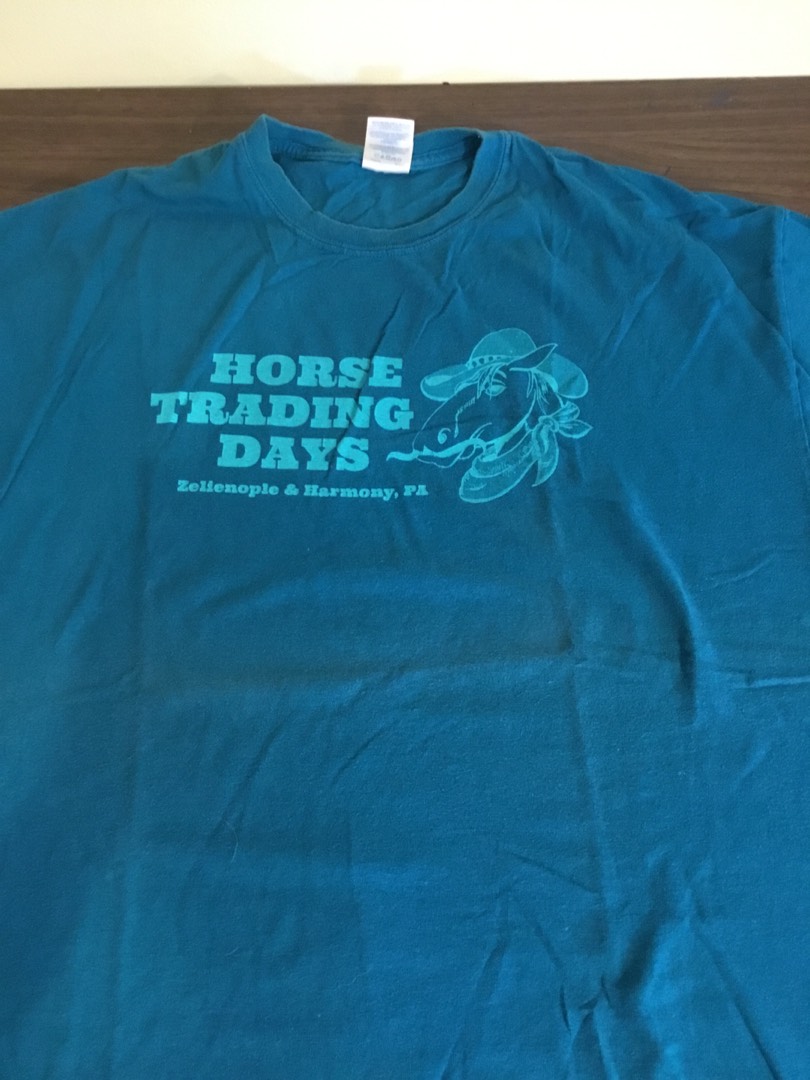 HORSE
TRADING
DAYS
Zelienople & Harmony, PA